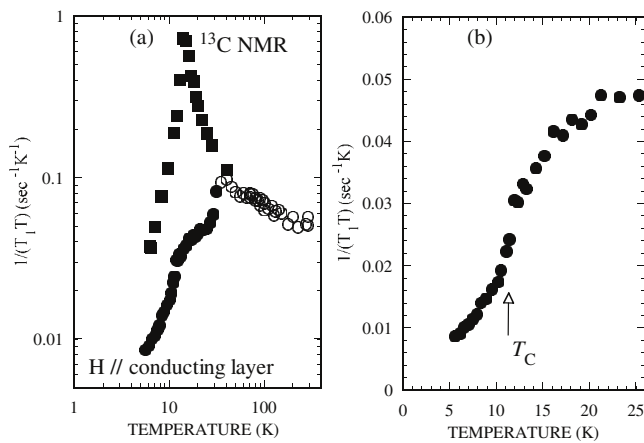 (a)
¹³C NMR
1
0.1
0.01
1/(T₁T) (sec⁻¹K⁻¹)
H // conducting layer
1 10 100
TEMPERATURE (K)
(b)
0.06
0.05
0.04
0.03
0.02
0.01
0.0
1/(T₁T) (sec⁻¹K)
T_C
0 5 10 15 20 25
TEMPERATURE (K)